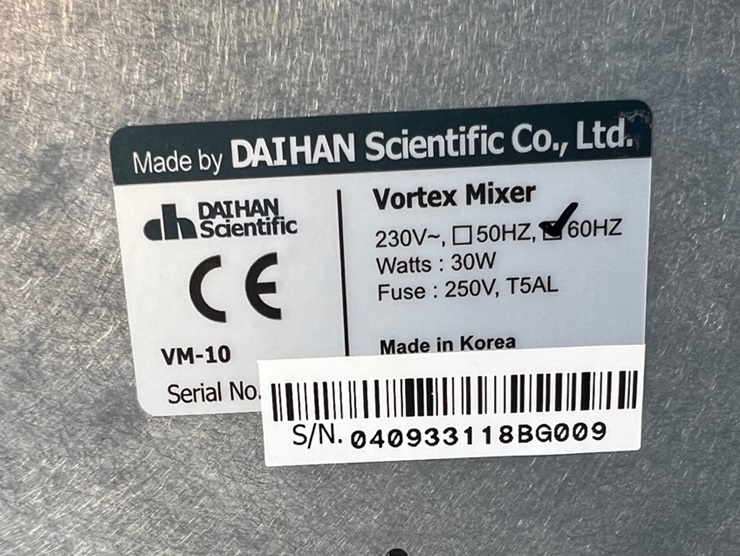 Made by DAIHAN Scientific Co., Ltd.
dh DAIHAN Scientific
CE
VM-10
Serial No.
Vortex Mixer
230V~, ☐50HZ, ☑60HZ
Watts : 30W
Fuse : 250V, T5AL
Made in Korea
S/N. 040933118BG009